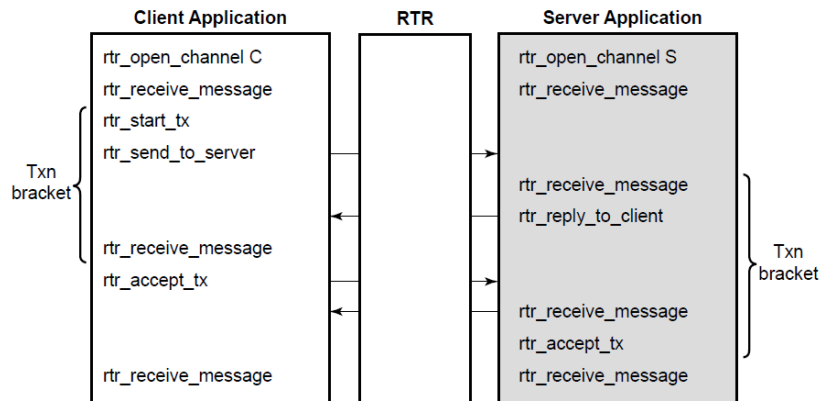 Client Application
RTR
Server Application
rtr_open_channel C
rtr_receive_message
rtr_start_tx
rtr_send_to_server
rtr_receive_message
rtr_accept_tx
rtr_receive_message
Txn
bracket
rtr_open_channel S
rtr_receive_message
rtr_receive_message
rtr_reply_to_client
rtr_receive_message
rtr_accept_tx
rtr_receive_message
Txn
bracket